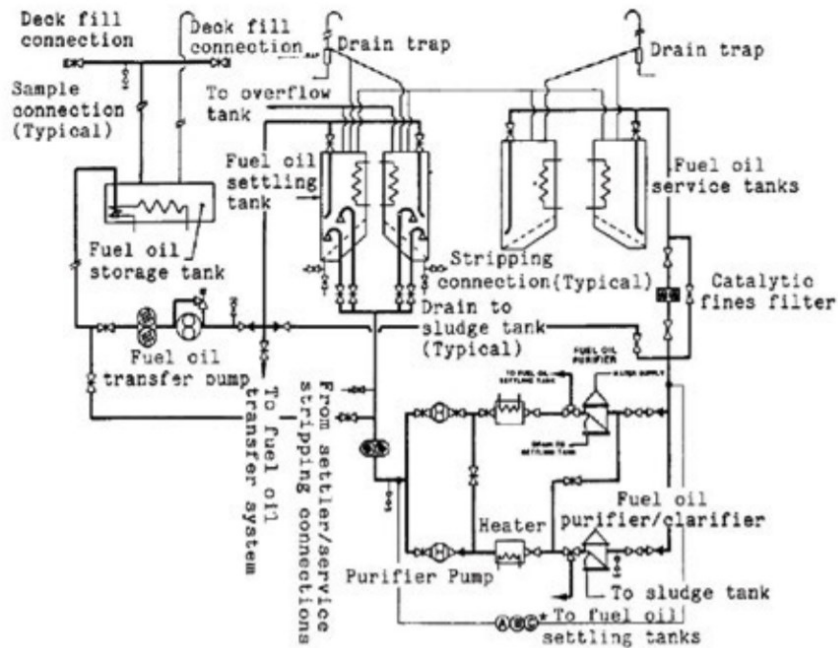 Deck fill
connection
Deck fill
connection
Drain trap
Drain trap
Sample
connection
(Typical)
To overflow
tank
Fuel oil
settling
tank
Fuel oil
service tanks
Fuel oil
storage tank
Stripping
connection(Typical)
Catalytic
fines filter
Drain to
sludge tank
(Typical)
Fuel oil
transfer pump
FUEL OIL
PURIFIER
TO FUEL OIL
SETTLING TANK
WATER SUPPLY
To fuel oil
transfer system
From settler/service
stripping connections
DRAIN TO
SETTLING TANK
Fuel oil
purifier/clarifier
Heater
Purifier Pump
To sludge tank
A B C * To fuel oil
settling tanks